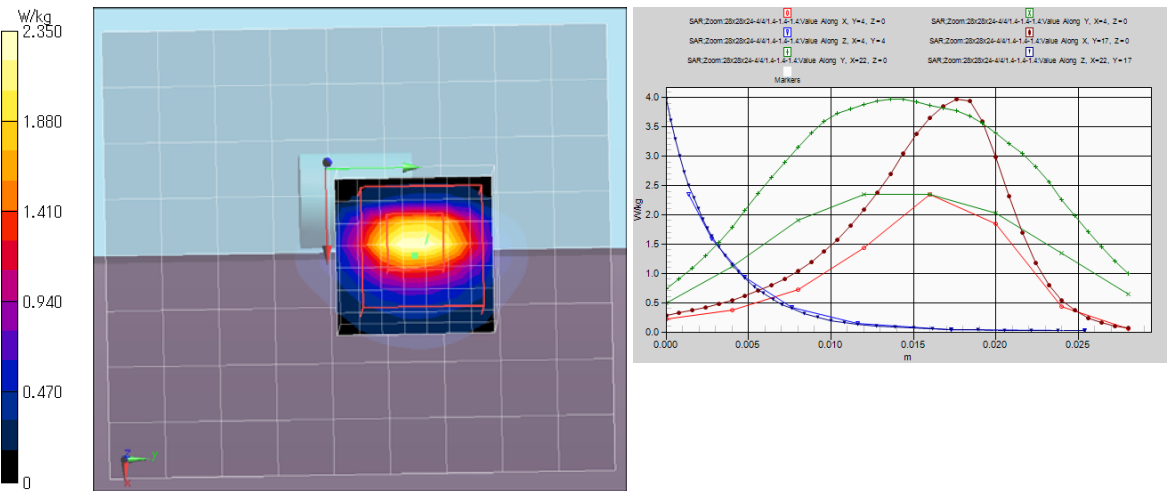 W/kg
2.350
1.880
1.410
0.940
0.470
0
Z
Y
X
SAR;Zoom:28x28x24-4/4/1.4-1.4-1.4:Value Along X, Y=4, Z=0
SAR;Zoom:28x28x24-4/4/1.4-1.4-1.4:Value Along Y, X=4, Z=0
SAR;Zoom:28x28x24-4/4/1.4-1.4-1.4:Value Along Z, X=4, Y=4
SAR;Zoom:28x28x24-4/4/1.4-1.4-1.4:Value Along X, Y=17, Z=0
SAR;Zoom:28x28x24-4/4/1.4-1.4-1.4:Value Along Y, X=22, Z=0
SAR;Zoom:28x28x24-4/4/1.4-1.4-1.4:Value Along Z, X=22, Y=17
Markers
4.0
3.5
3.0
2.5
2.0
1.5
1.0
0.5
0.0
W/kg
0.000
0.005
0.010
0.015
0.020
0.025
m